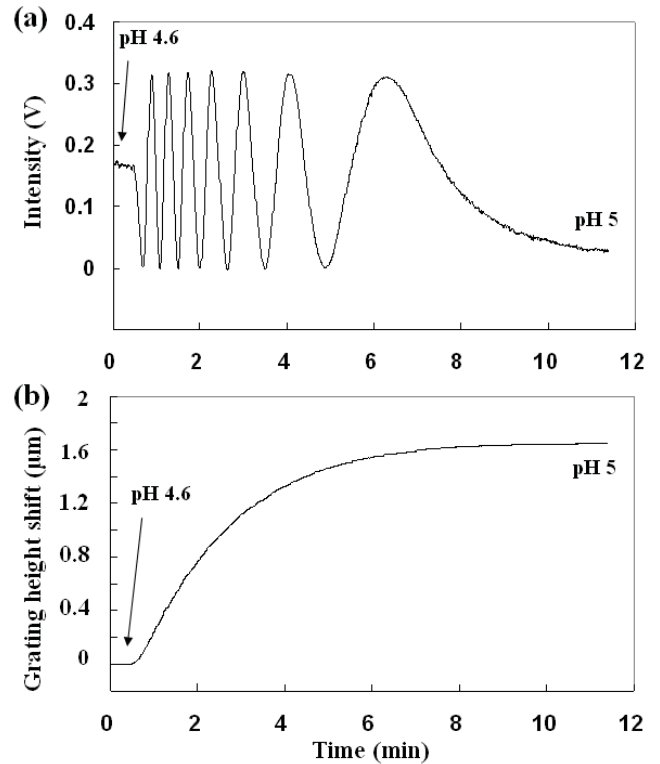 (a)
pH 4.6
0.4
0.3
0.2
0.1
0
Intensity (V)
pH 5
0 2 4 6 8 10 12
(b)
2
1.6
1.2
0.8
0.4
0
Grating height shift (µm)
pH 4.6
pH 5
0 2 4 6 8 10 12
Time (min)